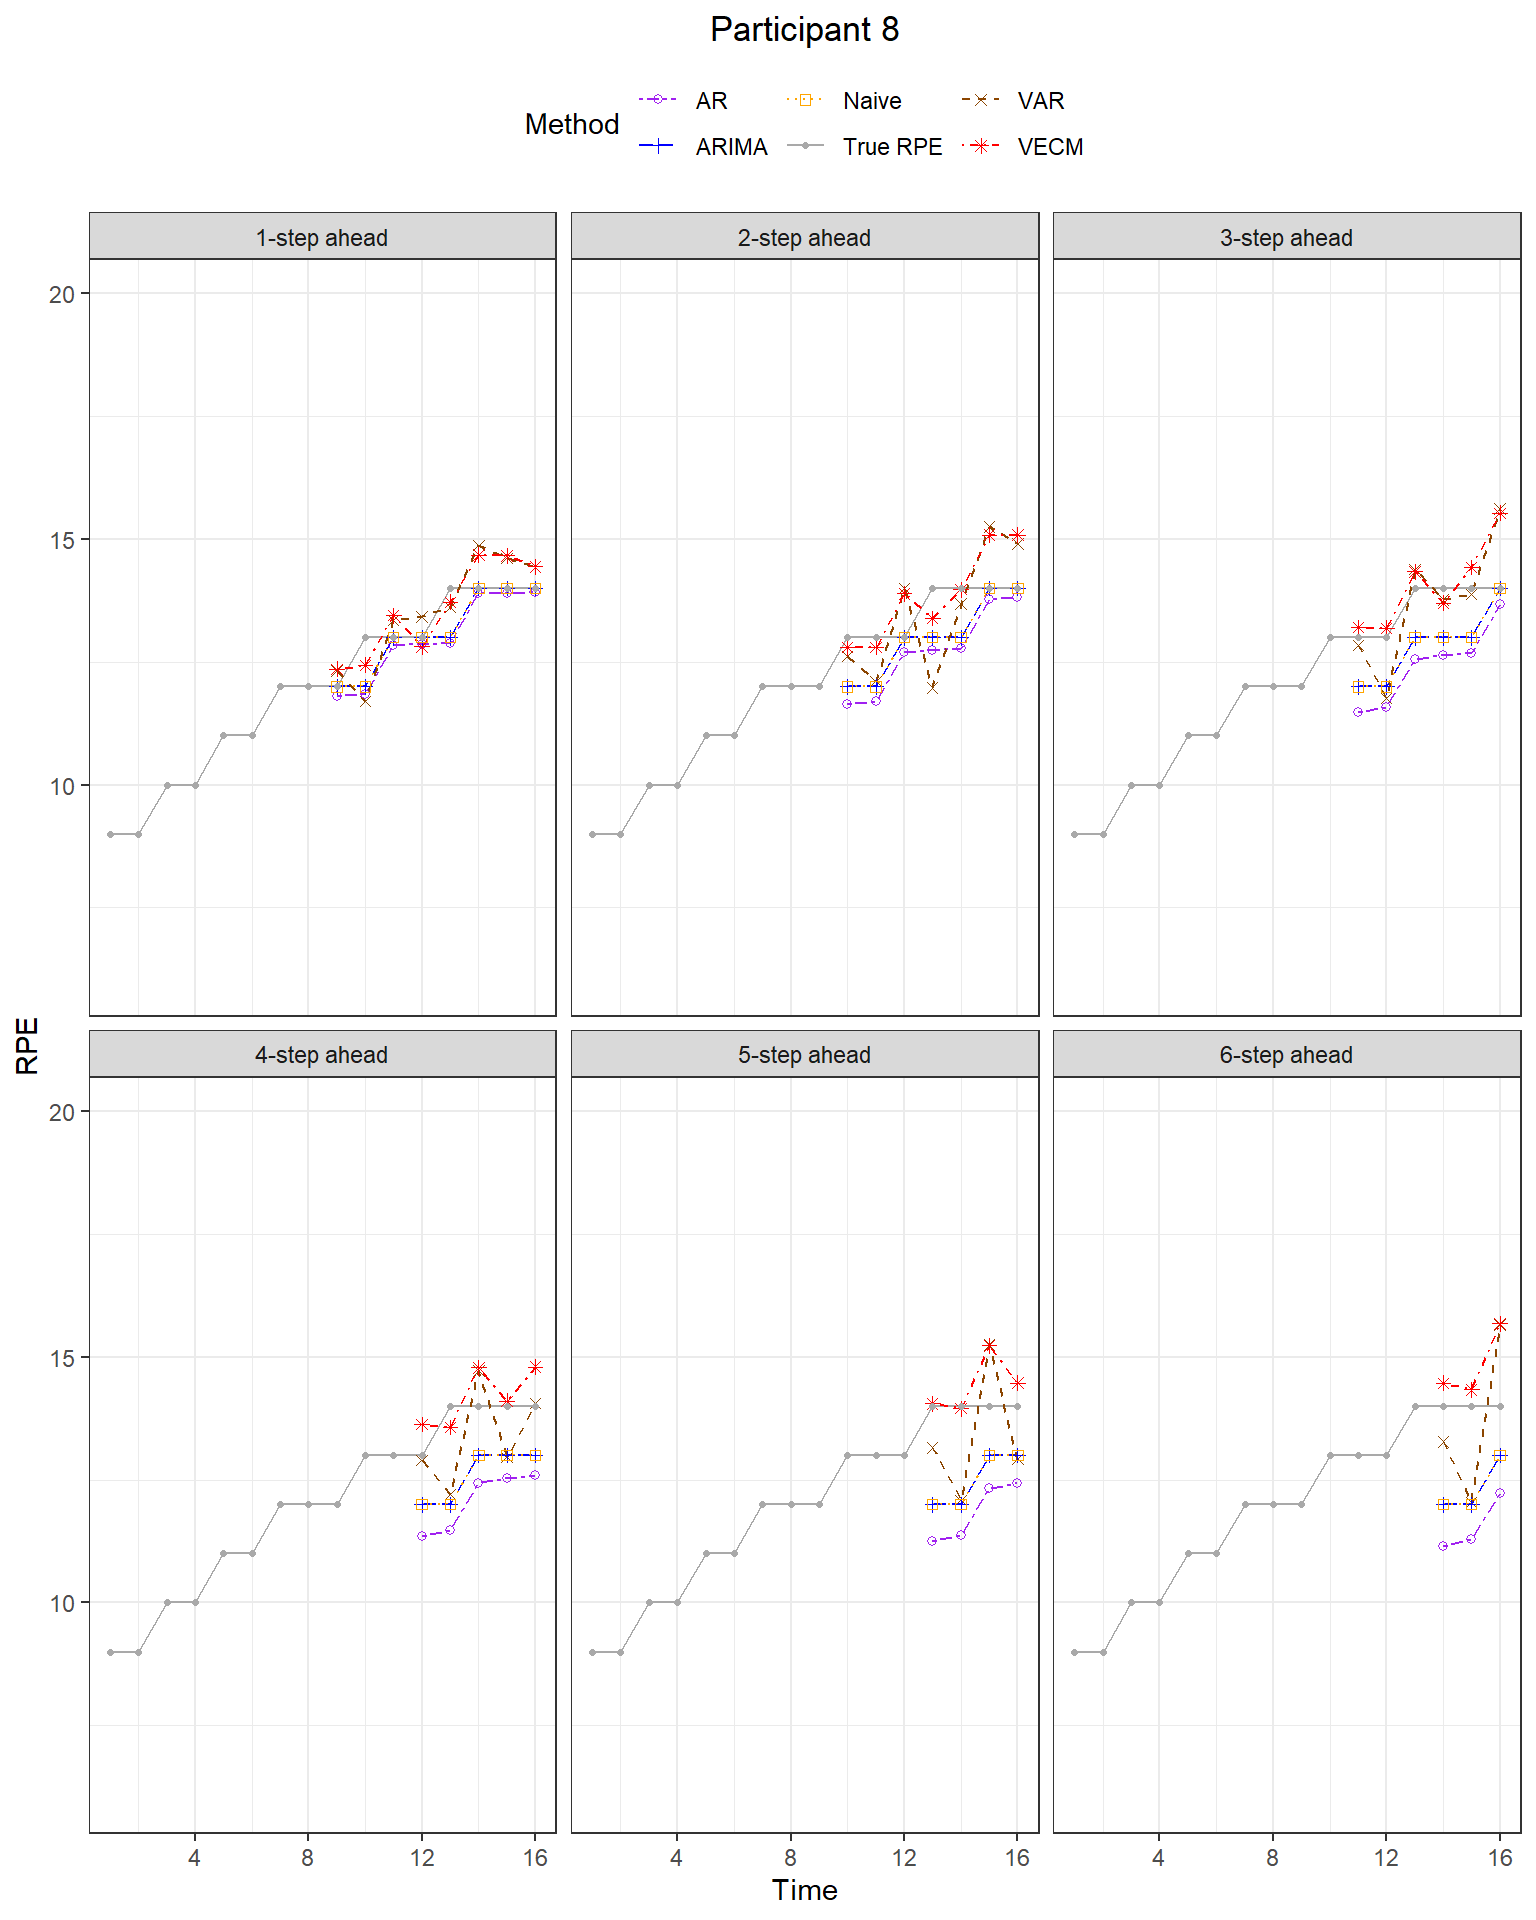 Participant 8
Method
AR
Naive
VAR
ARIMA
True RPE
VECM
1-step ahead
2-step ahead
3-step ahead
20
15
10
RPE
4-step ahead
5-step ahead
6-step ahead
20
15
10
4 8 12 16
4 8 12 16
4 8 12 16
Time